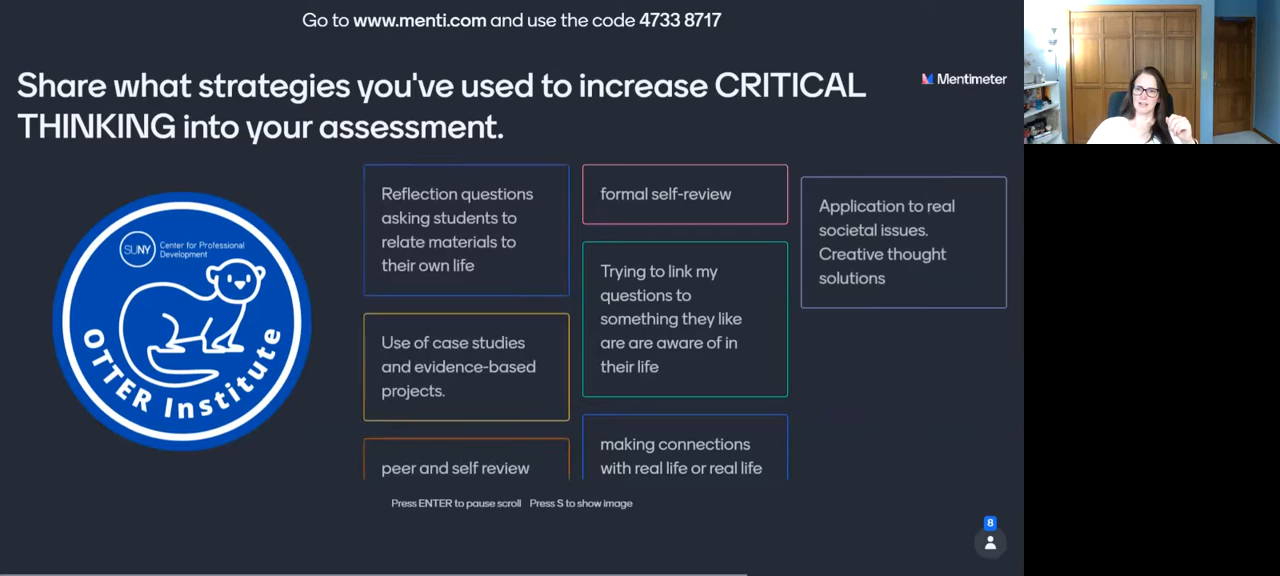 Go to www.menti.com and use the code 4733 8717
Share what strategies you've used to increase CRITICAL
THINKING into your assessment.
Mentimeter
SUNY
Center for Professional
Development
OTTER Institute
Reflection questions
asking students to
relate materials to
their own life
Use of case studies
and evidence-based
projects.
peer and self review
formal self-review
Trying to link my
questions to
something they like
are are aware of in
their life
making connections
with real life or real life
Application to real
societal issues.
Creative thought
solutions
Press ENTER to pause scroll Press S to show image
8